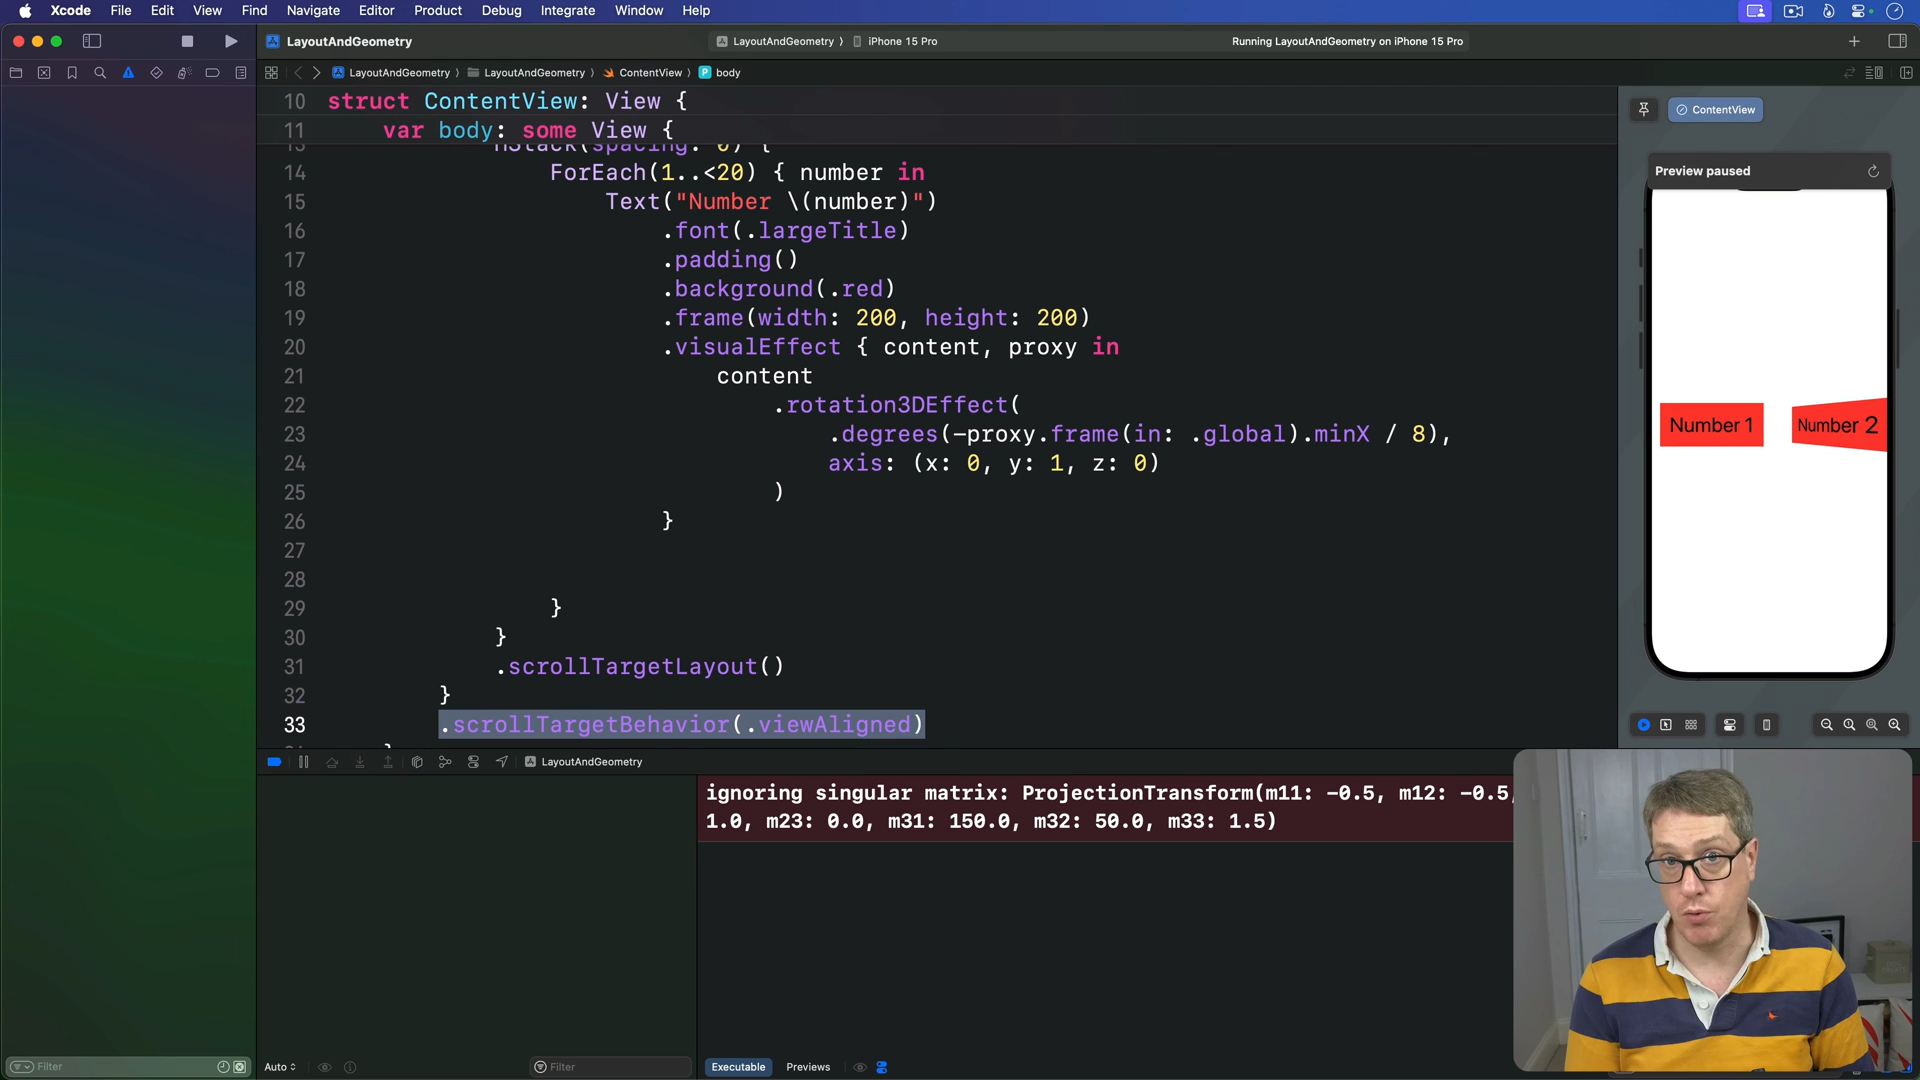 Xcode File Edit View Find Navigate Editor Product Debug Integrate Window Help
LayoutAndGeometry
LayoutAndGeometry iPhone 15 Pro
Running LayoutAndGeometry on iPhone 15 Pro
LayoutAndGeometry LayoutAndGeometry ContentView body
10 struct ContentView: View {
11 var body: some View {
14 ForEach(1..<20) { number in
15 Text("Number \(number)")
16 .font(.largeTitle)
17 .padding()
18 .background(.red)
19 .frame(width: 200, height: 200)
20 .visualEffect { content, proxy in
21 content
22 .rotation3DEffect(
23 .degrees(-proxy.frame(in: .global).minX / 8),
24 axis: (x: 0, y: 1, z: 0)
25 )
26 }
27
28
29 }
30 }
31 .scrollTargetLayout()
32 }
33 .scrollTargetBehavior(.viewAligned)
ContentView
Preview paused
Number 1
Number 2
LayoutAndGeometry
ignoring singular matrix: ProjectionTransform(m11: -0.5, m12: -0.5,
1.0, m23: 0.0, m31: 150.0, m32: 50.0, m33: 1.5)
Filter
Auto
Filter
Executable Previews